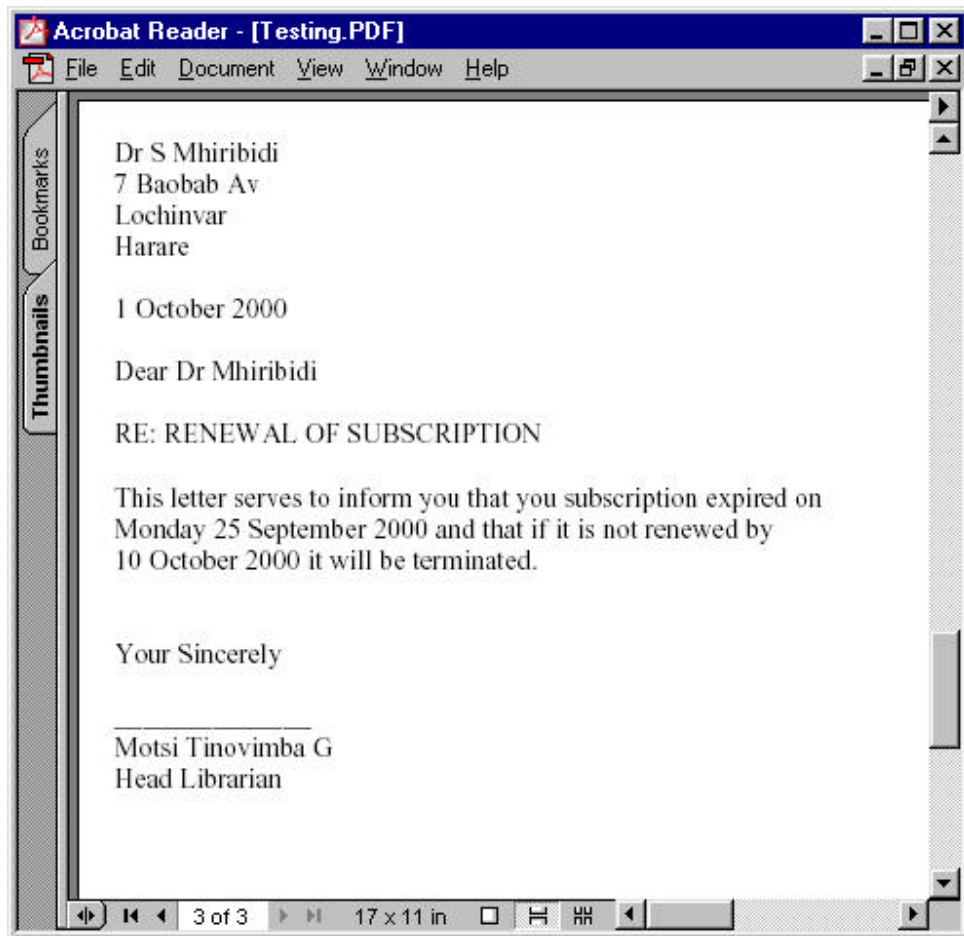 Acrobat Reader - [Testing.PDF]
File Edit Document View Window Help
Bookmarks
Thumbnails
Dr S Mhiribidi
7 Baobab Av
Lochinvar
Harare
1 October 2000
Dear Dr Mhiribidi
RE: RENEWAL OF SUBSCRIPTION
This letter serves to inform you that you subscription expired on
Monday 25 September 2000 and that if it is not renewed by
10 October 2000 it will be terminated.
Your Sincerely
Motsi Tinovimba G
Head Librarian
3 of 3 17 x 11 in